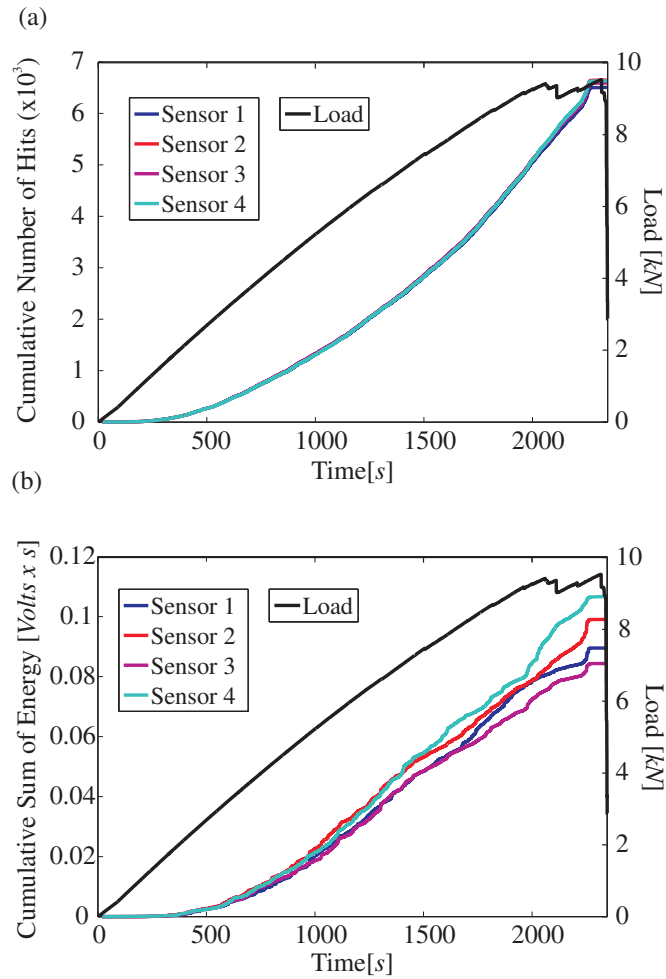 (a)
Cumulative Number of Hits (x10³)
7
6
5
4
3
2
1
0
Sensor 1
Sensor 2
Sensor 3
Sensor 4
Load
10
8
6
4
2
0
Load [kN]
0 500 1000 1500 2000
Time[s]
(b)
Cumulative Sum of Energy [Volts x s]
0.12
0.1
0.08
0.06
0.04
0.02
0
Sensor 1
Sensor 2
Sensor 3
Sensor 4
Load
10
8
6
4
2
0
Load [kN]
0 500 1000 1500 2000
Time[s]